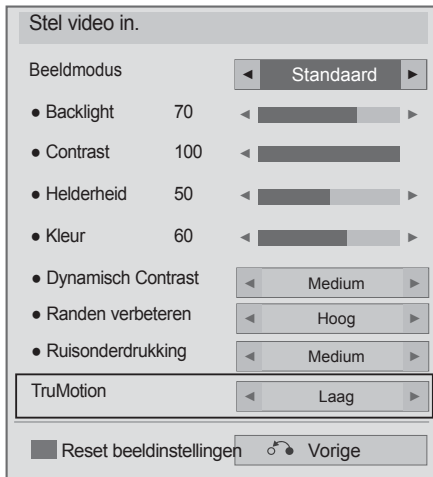 Stel video in.
Beeldmodus ◄ Standaard ►
● Backlight 70 ◄ ►
● Contrast 100 ◄
● Helderheid 50 ◄ ►
● Kleur 60 ◄ ►
● Dynamisch Contrast ◄ Medium ►
● Randen verbeteren ◄ Hoog ►
● Ruisonderdrukking ◄ Medium ►
TruMotion ◄ Laag ►
Reset beeldinstellingen Vorige